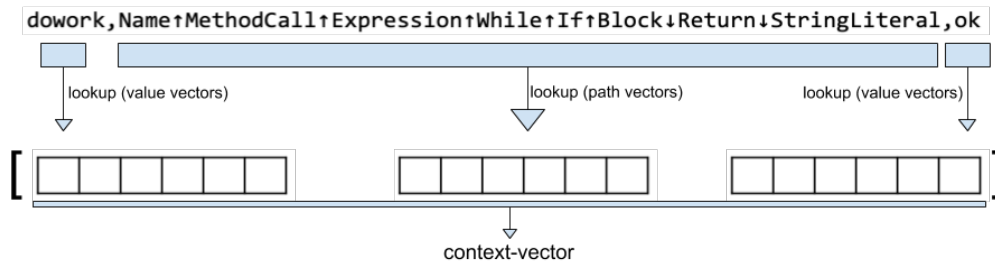 dowork,Name↑MethodCall↑Expression↑While↑If↑Block↓Return↓StringLiteral,ok
lookup (value vectors) lookup (path vectors) lookup (value vectors)
[ ]
context-vector